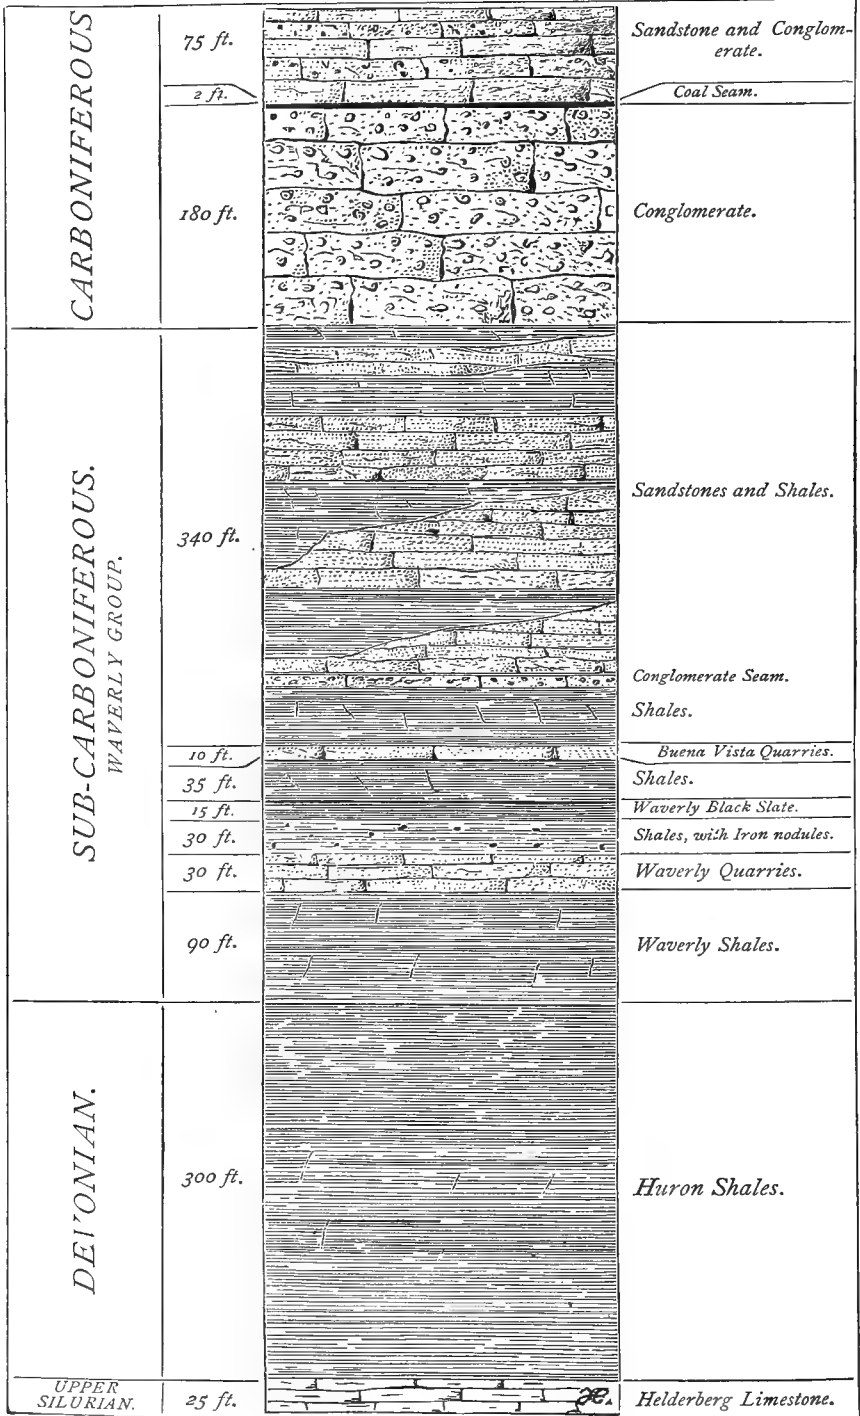 CARBONIFEROUS
75 ft.
Sandstone and Conglom-
erate.
2 ft.
Coal Seam.
180 ft.
Conglomerate.
SUB-CARBONIFEROUS.
WAVERLY GROUP.
340 ft.
Sandstones and Shales.
Conglomerate Seam.
Shales.
10 ft.
Buena Vista Quarries.
35 ft.
Shales.
15 ft.
Waverly Black Slate.
30 ft.
Shales, with Iron nodules.
30 ft.
Waverly Quarries.
90 ft.
Waverly Shales.
DEVONIAN.
300 ft.
Huron Shales.
UPPER
SILURIAN.
25 ft.
Helderberg Limestone.